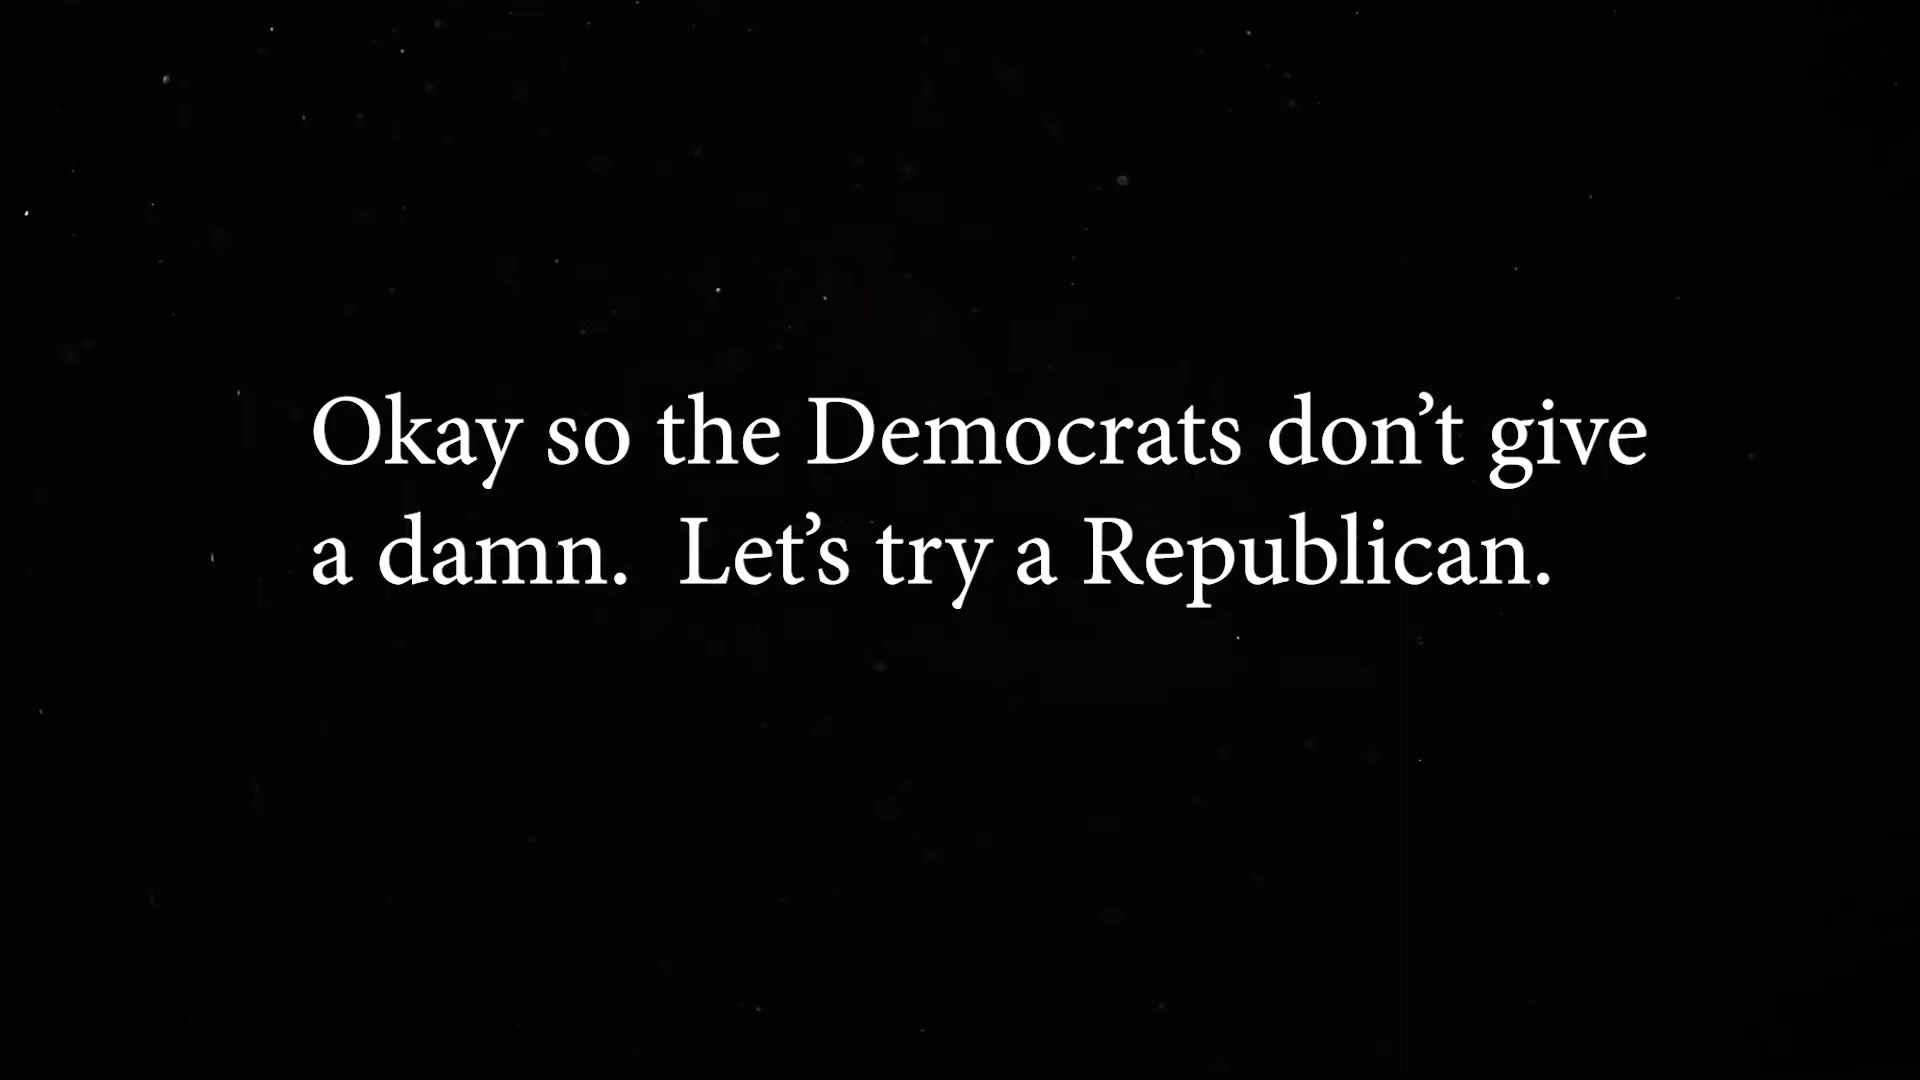 Okay so the Democrats don’t give
a damn.  Let’s try a Republican.